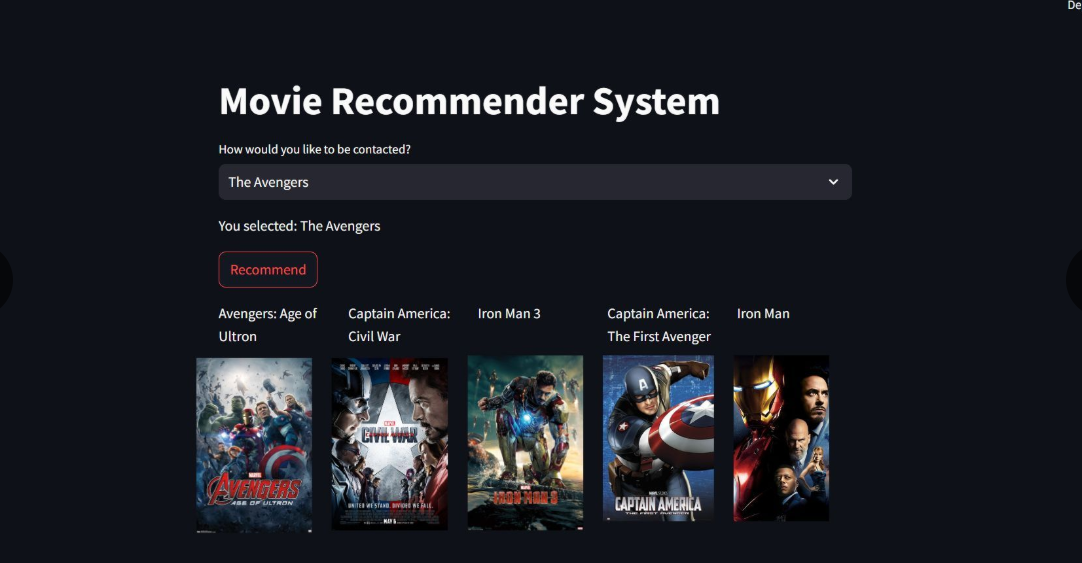 De
Movie Recommender System
How would you like to be contacted?
The Avengers
You selected: The Avengers
Recommend
Avengers: Age of
Ultron
Captain America:
Civil War
Iron Man 3
Captain America:
The First Avenger
Iron Man
AVENGERS
AGE OF ULTRON
MARVEL
CIVIL WAR
UNITED WE STAND. DIVIDED WE FALL.
MAY 6
IRON MAN 3
CAPTAIN AMERICA
THE FIRST AVENGER